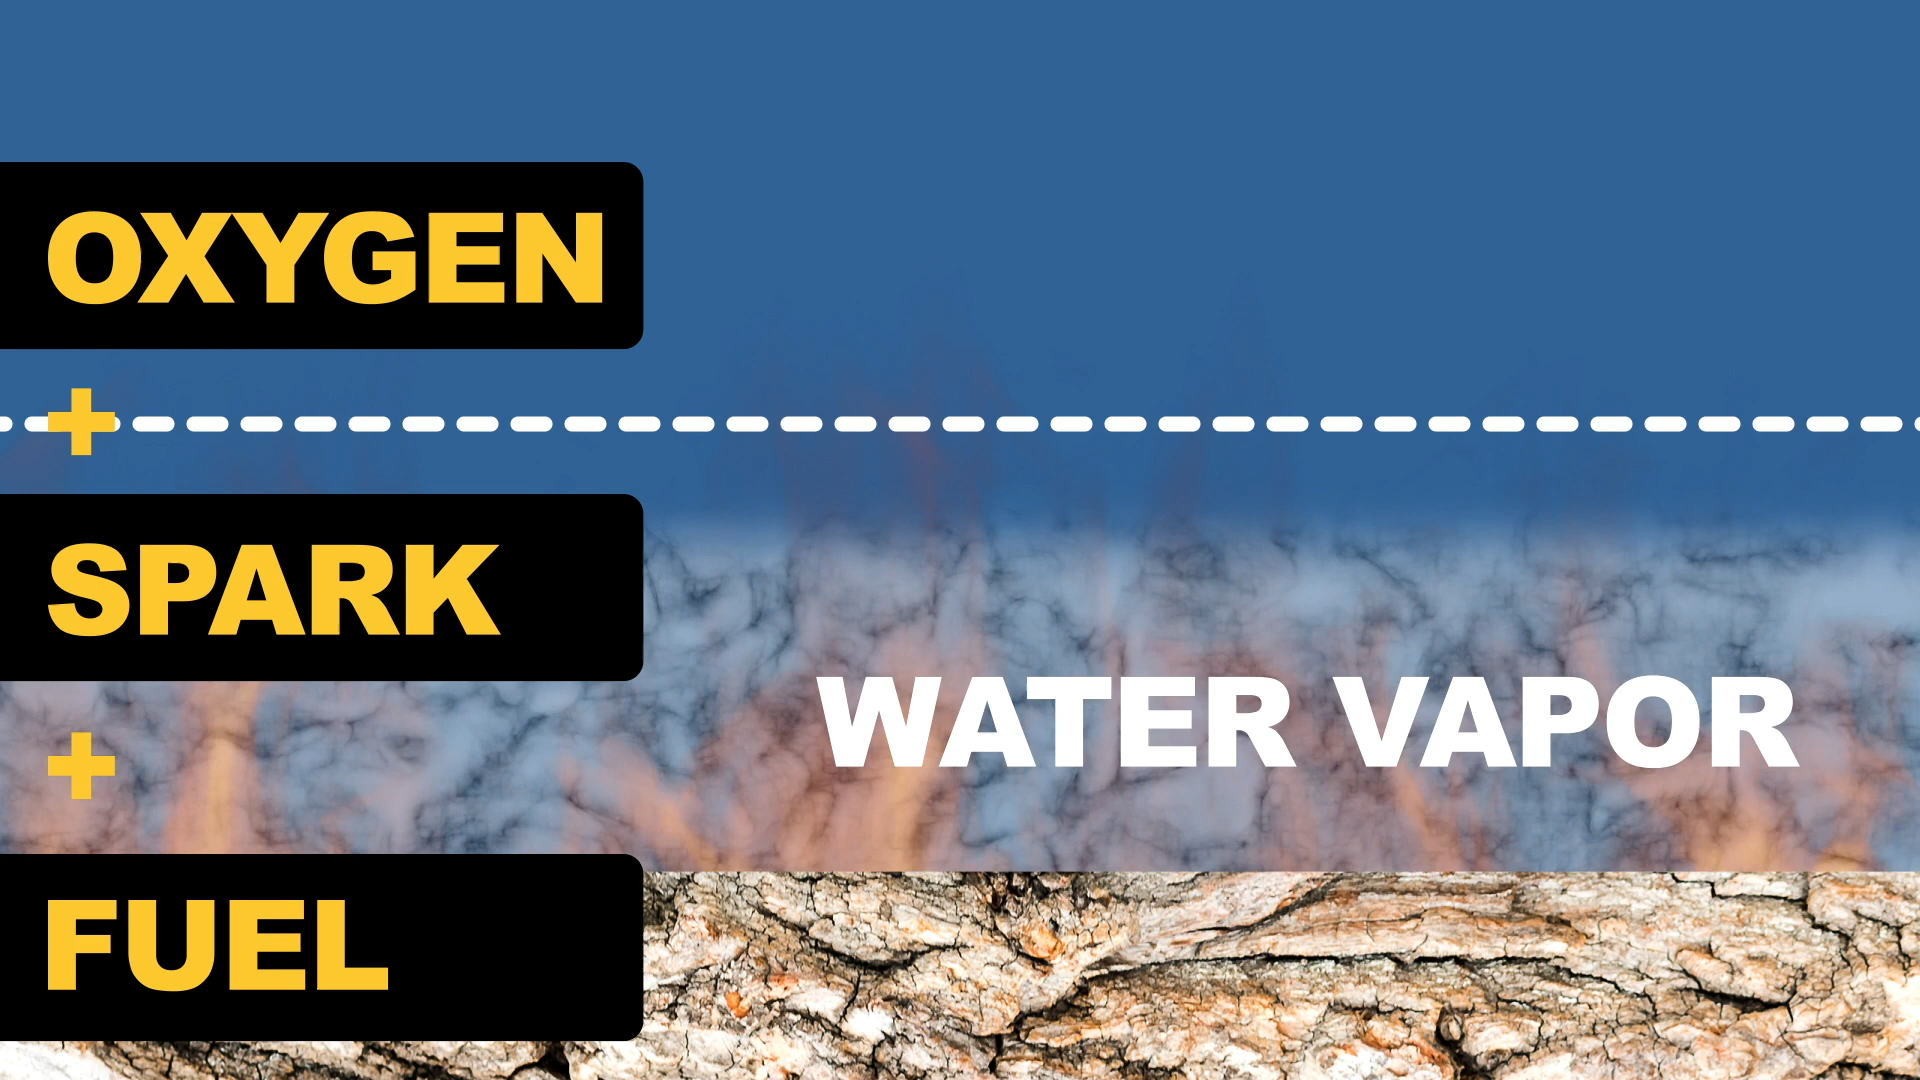 OXYGEN
+
SPARK
+
FUEL
WATER VAPOR